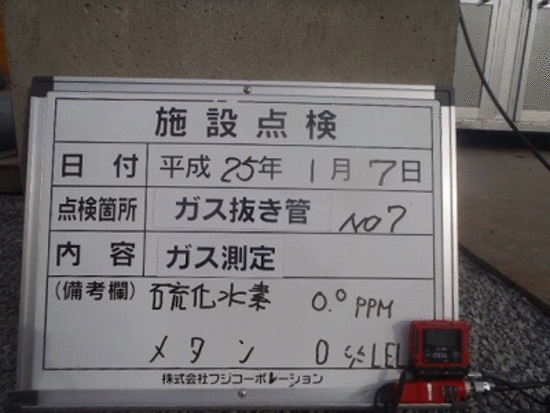 施設点検
日付 平成25年 1月7日
点検箇所 ガス抜き管 NO7
内容 ガス測定
(備考欄) 硫化水素 0.0 PPM
メタン 0 %LEL
株式会社フジコーポレーション